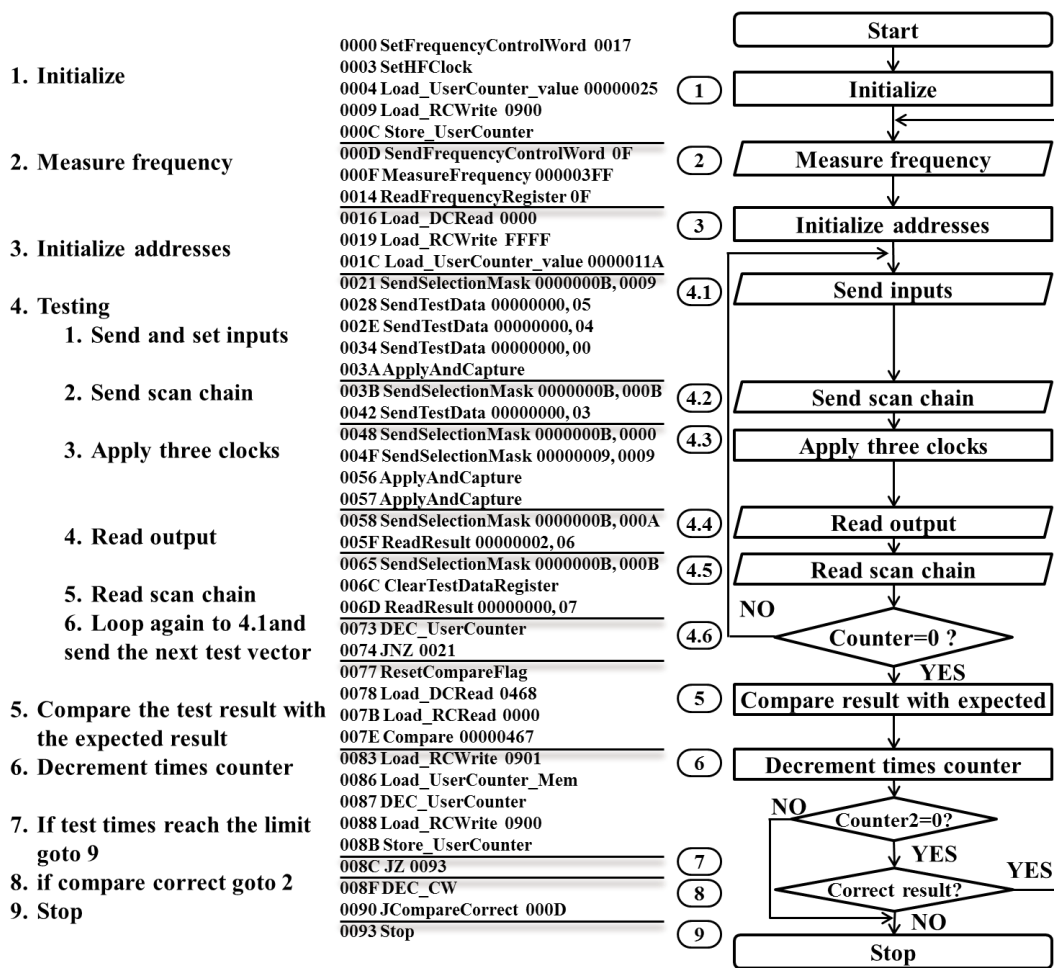 1. Initialize
2. Measure frequency
3. Initialize addresses
4. Testing
1. Send and set inputs
2. Send scan chain
3. Apply three clocks
4. Read output
5. Read scan chain
6. Loop again to 4.1and
send the next test vector
5. Compare the test result with
the expected result
6. Decrement times counter
7. If test times reach the limit
goto 9
8. if compare correct goto 2
9. Stop
0000 SetFrequencyControlWord 0017
0003 SetHFClock
0004 Load_UserCounter_value 00000025
0009 Load_RCWrite 0900
000C Store_UserCounter
000D SendFrequencyControlWord 0F
000F MeasureFrequency 000003FF
0014 ReadFrequencyRegister 0F
0016 Load_DCRead 0000
0019 Load_RCWrite FFFF
001C Load_UserCounter_value 0000011A
0021 SendSelectionMask 0000000B, 0009
0028 SendTestData 00000000, 05
002E SendTestData 00000000, 04
0034 SendTestData 00000000, 00
003A ApplyAndCapture
003B SendSelectionMask 0000000B, 000B
0042 SendTestData 00000000, 03
0048 SendSelectionMask 0000000B, 0000
004F SendSelectionMask 00000009, 0009
0056 ApplyAndCapture
0057 ApplyAndCapture
0058 SendSelectionMask 0000000B, 000A
005F ReadResult 00000002, 06
0065 SendSelectionMask 0000000B, 000B
006C ClearTestDataRegister
006D ReadResult 00000000, 07
0073 DEC_UserCounter
0074 JNZ 0021
0077 ResetCompareFlag
0078 Load_DCRead 0468
007B Load_RCRead 0000
007E Compare 00000467
0083 Load_RCWrite 0901
0086 Load_UserCounter_Mem
0087 DEC_UserCounter
0088 Load_RCWrite 0900
008B Store_UserCounter
008C JZ 0093
008F DEC_CW
0090 JCompareCorrect 000D
0093 Stop
Start
1 Initialize
2 Measure frequency
3 Initialize addresses
4.1 Send inputs
4.2 Send scan chain
4.3 Apply three clocks
4.4 Read output
4.5 Read scan chain
NO
4.6 Counter=0 ?
YES
5 Compare result with expected
6 Decrement times counter
NO
Counter2=0?
7 YES
YES
8 Correct result?
NO
9 Stop